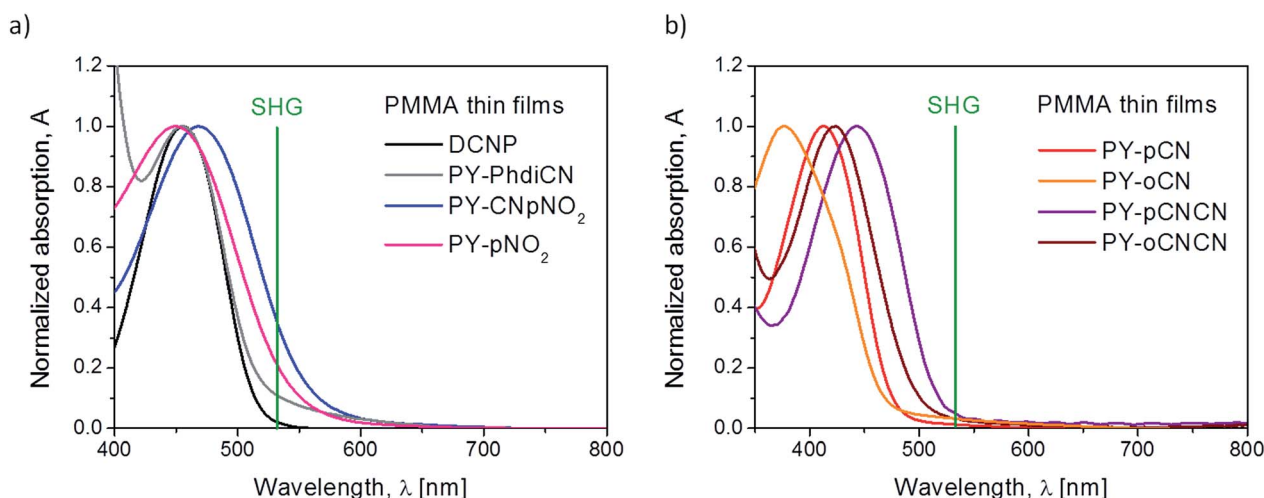 a)
Normalized absorption, A
1.2
1.0
0.8
0.6
0.4
0.2
0.0
SHG
PMMA thin films
DCNP
PY-PhdiCN
PY-CNpNO₂
PY-pNO₂
400
500
600
700
800
Wavelength, λ [nm]
b)
Normalized absorption, A
1.2
1.0
0.8
0.6
0.4
0.2
0.0
SHG
PMMA thin films
PY-pCN
PY-oCN
PY-pCNCN
PY-oCNCN
400
500
600
700
800
Wavelength, λ [nm]